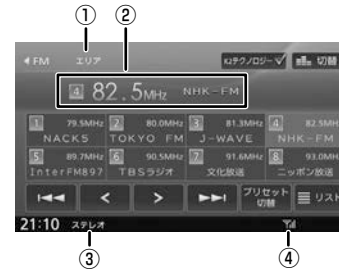 ① ②
◀ FM エリア K2テクノロジー ✓ 切替
4 82.5MHz NHK-FM
1 79.5MHz 2 80.0MHz 3 81.3MHz 4 82.5MHz
NACK5 TOKYO FM J-WAVE NHK-FM
5 89.7MHz 6 90.5MHz 7 91.6MHz 8 93.0MHz
InterFM897 TBSラジオ 文化放送 ニッポン放送
プリセット
切替 リスト
21:10 ステレオ
③ ④